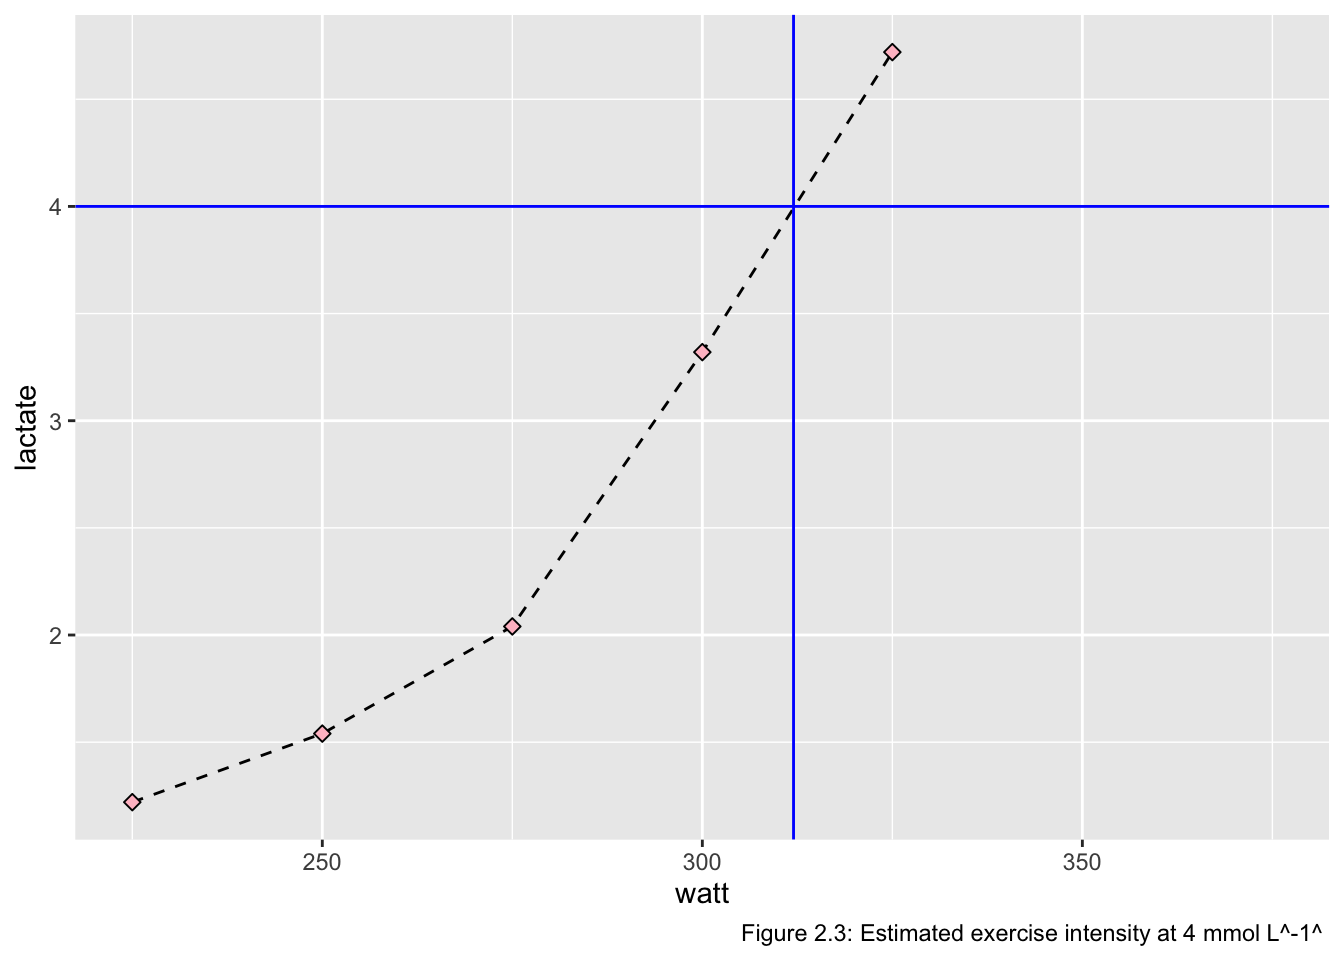 4
3
2
lactate
250 300 350
watt
Figure 2.3: Estimated exercise intensity at 4 mmol L^-1^